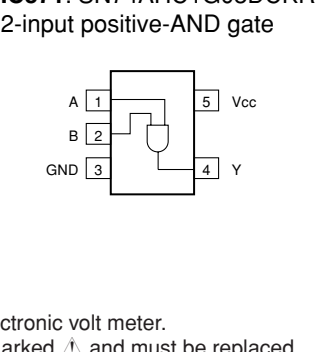 2-input positive-AND gate
A 1
5 Vcc
B 2
GND 3
4 Y
ctronic volt meter.
arked ⚠ and must be replaced